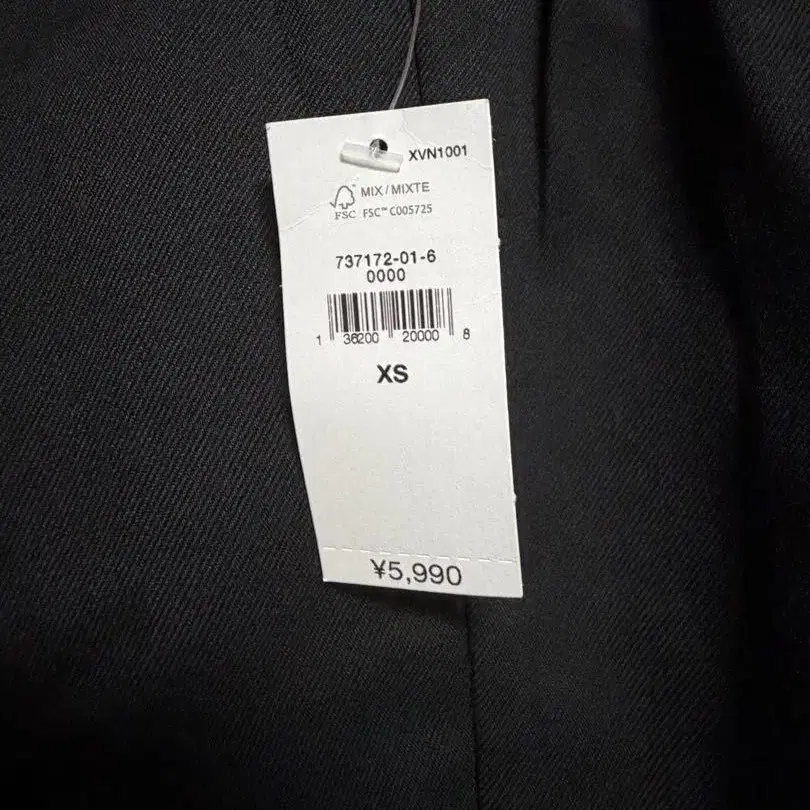 XVN1001
MIX / MIXTE
FSC FSC™ C005725
737172-01-6
0000
1 36200 20000 8
XS
¥5,990